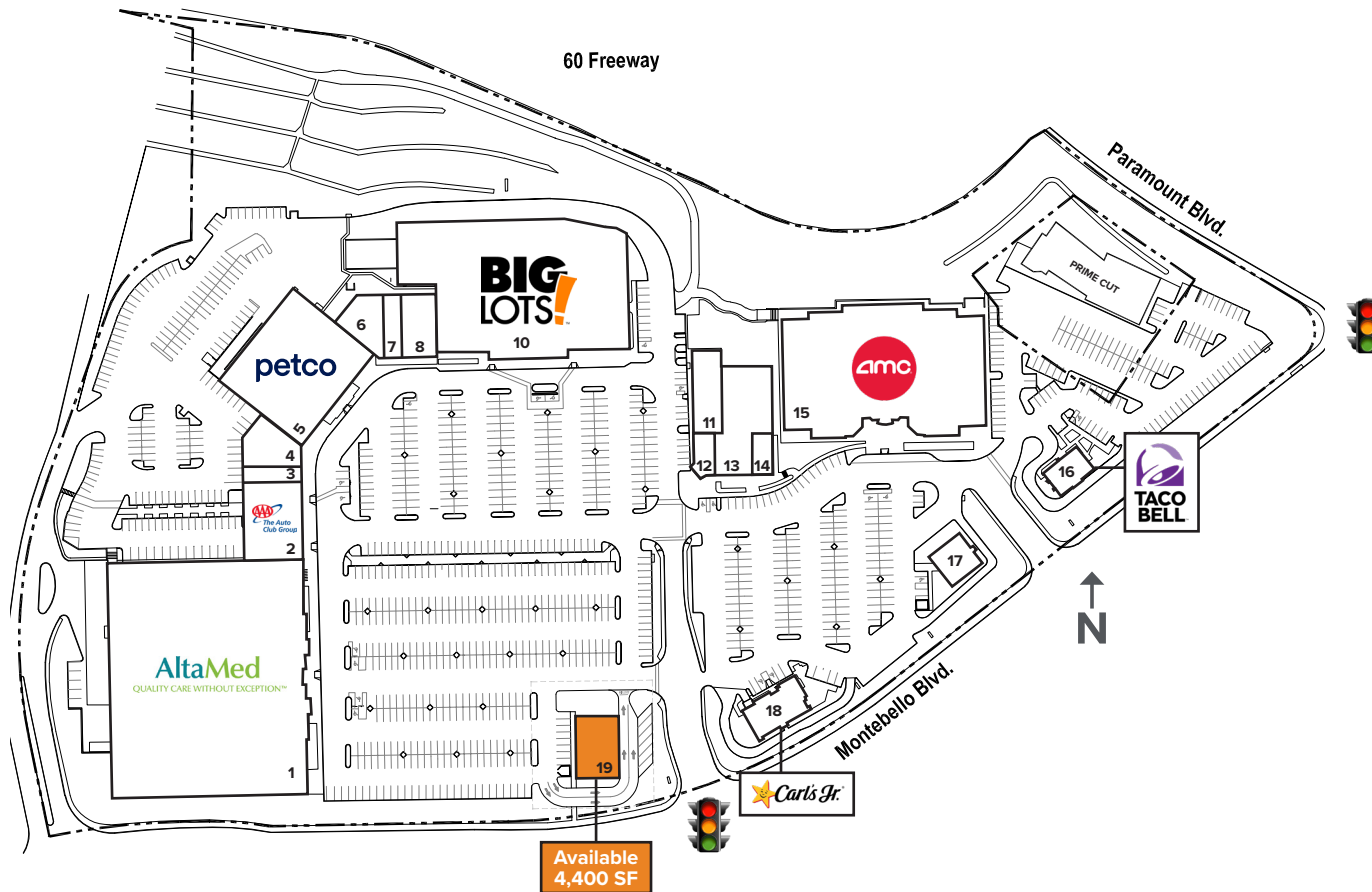 60 Freeway
Paramount Blvd.
PRIME CUT
BIG
LOTS!
10
6
7
8
petco
5
amc
15
11
12
13
14
4
3
AAA
The Auto
Club Group
2
16
TACO
BELL
17
N
AltaMed
QUALITY CARE WITHOUT EXCEPTION™
1
18
Montebello Blvd.
19
Carl's Jr.
Available
4,400 SF